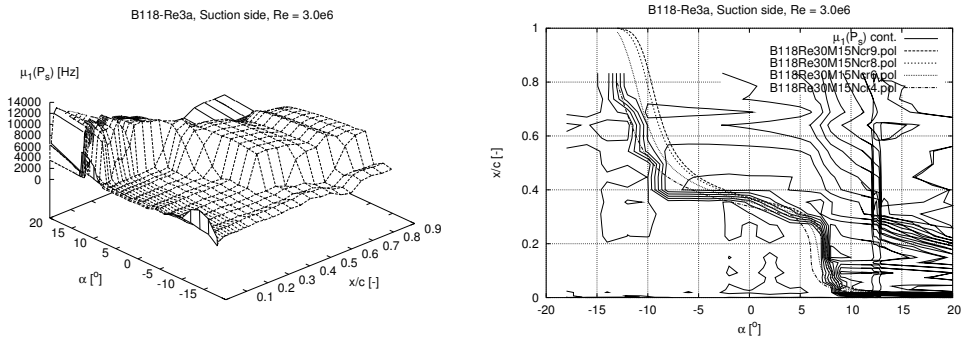 B118-Re3a, Suction side, Re = 3.0e6
μ1(Ps) [Hz]
14000
12000
10000
8000
6000
4000
2000
0
20
15
10
5
0
-5
-10
-15
α [o]
0.1
0.2
0.3
0.4
0.5
0.6
0.7
0.8
0.9
x/c [-]
B118-Re3a, Suction side, Re = 3.0e6
μ1(Ps) cont.
B118Re30M15Ncr9.pol
B118Re30M15Ncr8.pol
B118Re30M15Ncr6.pol
B118Re30M15Ncr4.pol
1
0.8
0.6
0.4
0.2
0
x/c [-]
-20 -15 -10 -5 0 5 10 15 20
α [o]